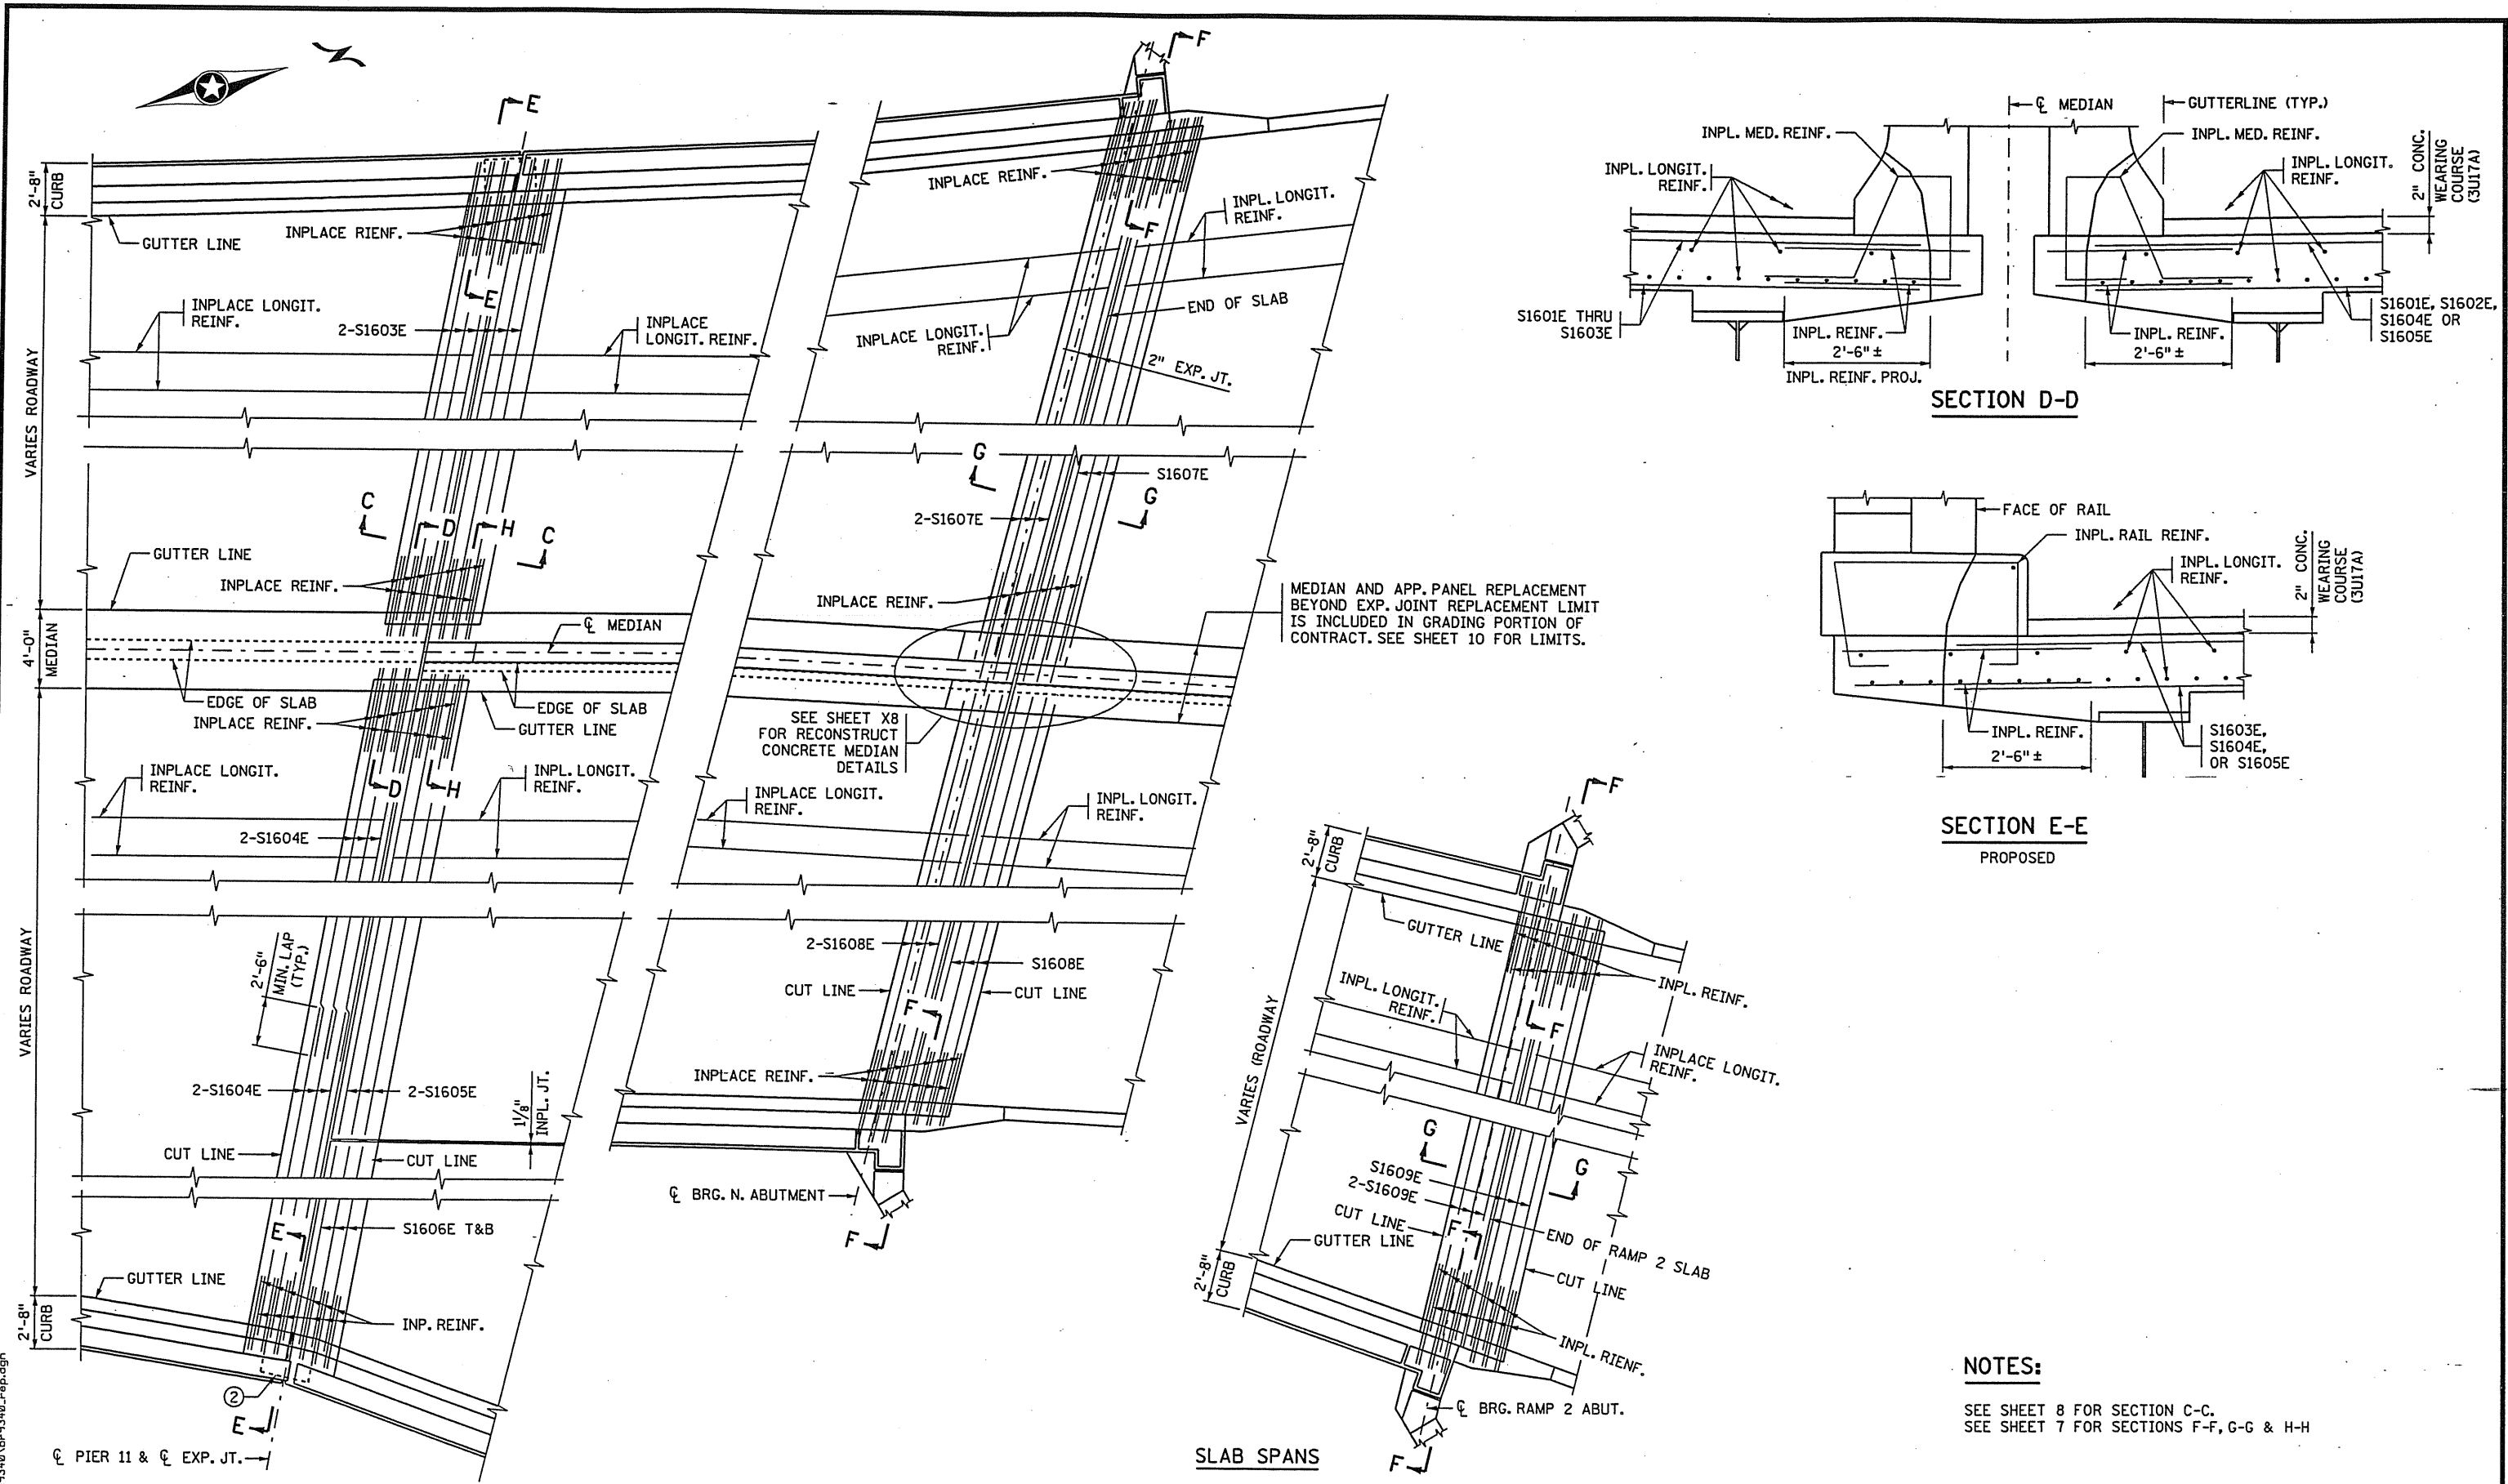 E
F
2'-8"
CURB
GUTTER LINE
INPLACE RIENF.
E
INPLACE LONGIT.
REINF.
2-S1603E
INPLACE
LONGIT. REINF.
VARIES ROADWAY
INPLACE REINF.
F
INPL. LONGIT.
REINF.
INPLACE LONGIT.
REINF.
END OF SLAB
2" EXP. JT.
C
D
H
C
GUTTER LINE
INPLACE REINF.
G
S1607E
2-S1607E
G
INPLACE REINF.
4'-0"
MEDIAN
℄ MEDIAN
EDGE OF SLAB
INPLACE REINF.
EDGE OF SLAB
GUTTER LINE
MEDIAN AND APP. PANEL REPLACEMENT
BEYOND EXP. JOINT REPLACEMENT LIMIT
IS INCLUDED IN GRADING PORTION OF
CONTRACT. SEE SHEET 10 FOR LIMITS.
SEE SHEET X8
FOR RECONSTRUCT
CONCRETE MEDIAN
DETAILS
INPLACE LONGIT.
REINF.
D
H
INPL. LONGIT.
REINF.
2-S1604E
INPLACE LONGIT.
REINF.
INPL. LONGIT.
REINF.
VARIES ROADWAY
2'-6"
MIN. LAP
(TYP.)
2-S1604E
2-S1605E
1 1/8"
INPL. JT.
CUT LINE
CUT LINE
E
S1606E T&B
GUTTER LINE
2'-8"
CURB
INP. REINF.
2
E
℄ PIER 11 & ℄ EXP. JT.
2-S1608E
S1608E
CUT LINE
CUT LINE
F
INPLACE REINF.
℄ BRG. N. ABUTMENT
F
℄ MEDIAN
GUTTERLINE (TYP.)
INPL. MED. REINF.
INPL. MED. REINF.
INPL. LONGIT.
REINF.
INPL. LONGIT.
REINF.
2" CONC.
WEARING
COURSE
(3U17A)
S1601E THRU
S1603E
INPL. REINF.
2'-6" ±
INPL. REINF. PROJ.
INPL. REINF.
2'-6" ±
S1601E, S1602E,
S1604E OR
S1605E
SECTION D-D
FACE OF RAIL
INPL. RAIL REINF.
INPL. LONGIT.
REINF.
2" CONC.
WEARING
COURSE
(3U17A)
INPL. REINF.
2'-6" ±
S1603E,
S1604E,
OR S1605E
SECTION E-E
PROPOSED
F
2'-8"
CURB
GUTTER LINE
INPL. REINF.
INPL. LONGIT.
REINF.
F
INPLACE LONGIT.
REINF.
VARIES (ROADWAY
G
S1609E
2-S1609E
G
CUT LINE
GUTTER LINE
F
END OF RAMP 2 SLAB
CUT LINE
2'-8"
CURB
INPL. RIENF.
℄ BRG. RAMP 2 ABUT.
F
SLAB SPANS
NOTES:
SEE SHEET 8 FOR SECTION C-C.
SEE SHEET 7 FOR SECTIONS F-F, G-G & H-H